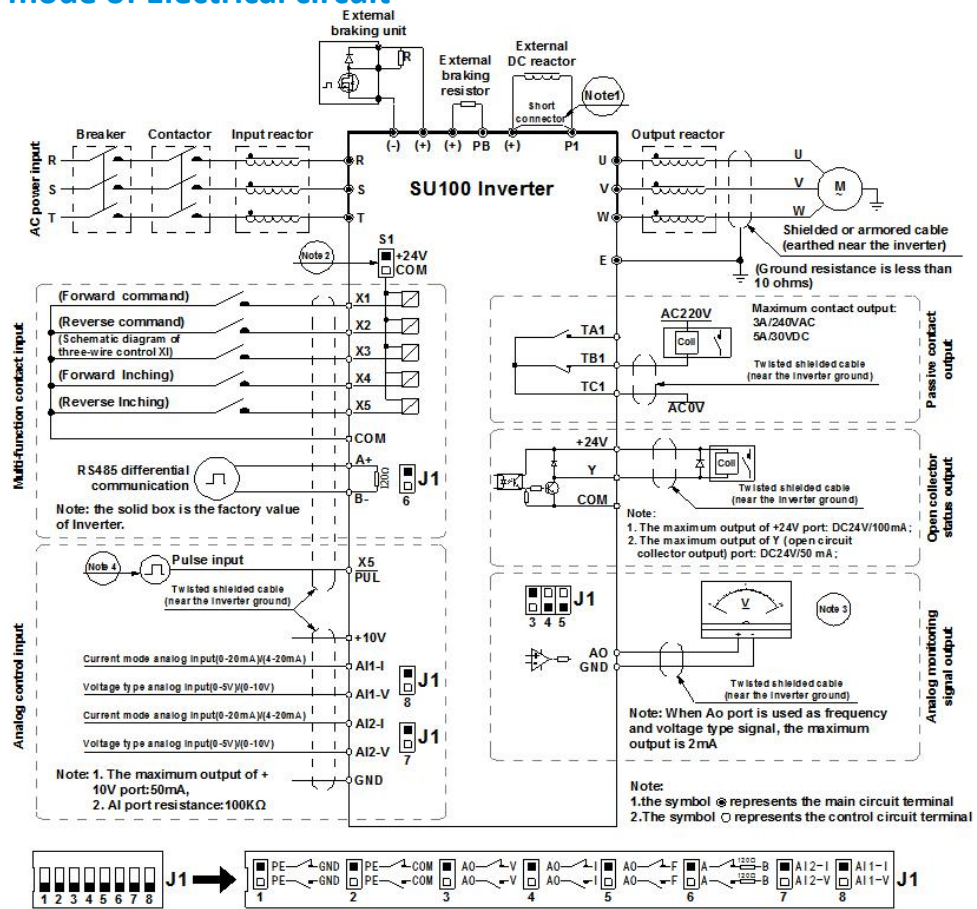 mode of Electrical circuit
External
braking unit
R
External
braking
resistor
External
DC reactor
Short
connector
Note1
Breaker
Contactor
Input reactor
(-)
(+)
(+)
PB
(+)
P1
Output reactor
AC power input
R
S
T
R
S
T
SU100 Inverter
U
V
W
U
V
W
M
~
Shielded or armored cable
(earthed near the inverter)
E
(Ground resistance is less than
10 ohms)
Note 2
S1
+24V
COM
Multi-function contact input
(Forward command)
X1
(Reverse command)
X2
(Schematic diagram of
three-wire control XI)
X3
(Forward Inching)
X4
(Reverse Inching)
X5
COM
RS485 differential
communication
A+
B-
120Ω
J1
6
Note: the solid box is the factory value
of Inverter.
TA1
TB1
TC1
AC220V
Coil
AC0V
Maximum contact output:
3A/240VAC
5A/30VDC
Twisted shielded cable
(near the inverter ground)
Passive contact
output
+24V
Y
COM
Coil
Twisted shielded cable
(near the inverter ground)
Note:
1. The maximum output of +24V port: DC24V/100mA;
2. The maximum output of Y (open circuit
collector output) port: DC24V/50 mA;
Open collector
status output
Analog control input
Note 4
Pulse input
X5
PUL
Twisted shielded cable
(near the inverter ground)
+10V
Current mode analog input(0-20mA)/(4-20mA)
AI1-I
Voltage type analog input(0-5V)/(0-10V)
AI1-V
J1
8
Current mode analog input(0-20mA)/(4-20mA)
AI2-I
Voltage type analog input(0-5V)/(0-10V)
AI2-V
J1
7
GND
Note: 1. The maximum output of +
10V port:50mA,
2. AI port resistance:100KΩ
J1
3 4 5
V
+ -
Note 3
AO
GND
Twisted shielded cable
(near the inverter ground)
Note: When Ao port is used as frequency
and voltage type signal, the maximum
output is 2mA
Analog monitoring
signal output
Note:
1.the symbol represents the main circuit terminal
2.The symbol represents the control circuit terminal
1 2 3 4 5 6 7 8
J1
PE GND PE COM AO V AO I AO F A 120Ω B AI2-I AI1-I
PE GND PE COM AO V AO I AO F A 120Ω B AI2-V AI1-V
J1
1 2 3 4 5 6 7 8